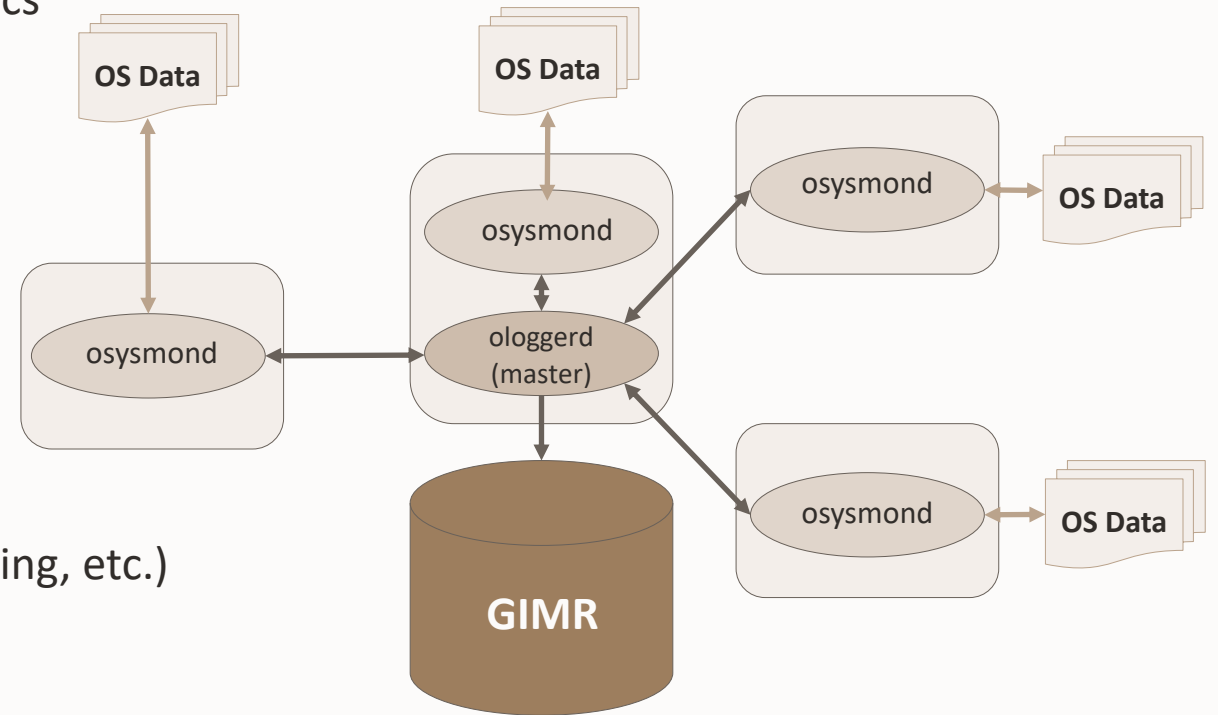 cs
OS Data
OS Data
osysmond
OS Data
osysmond
osysmond
ologgerd
(master)
osysmond
OS Data
ing, etc.)
GIMR